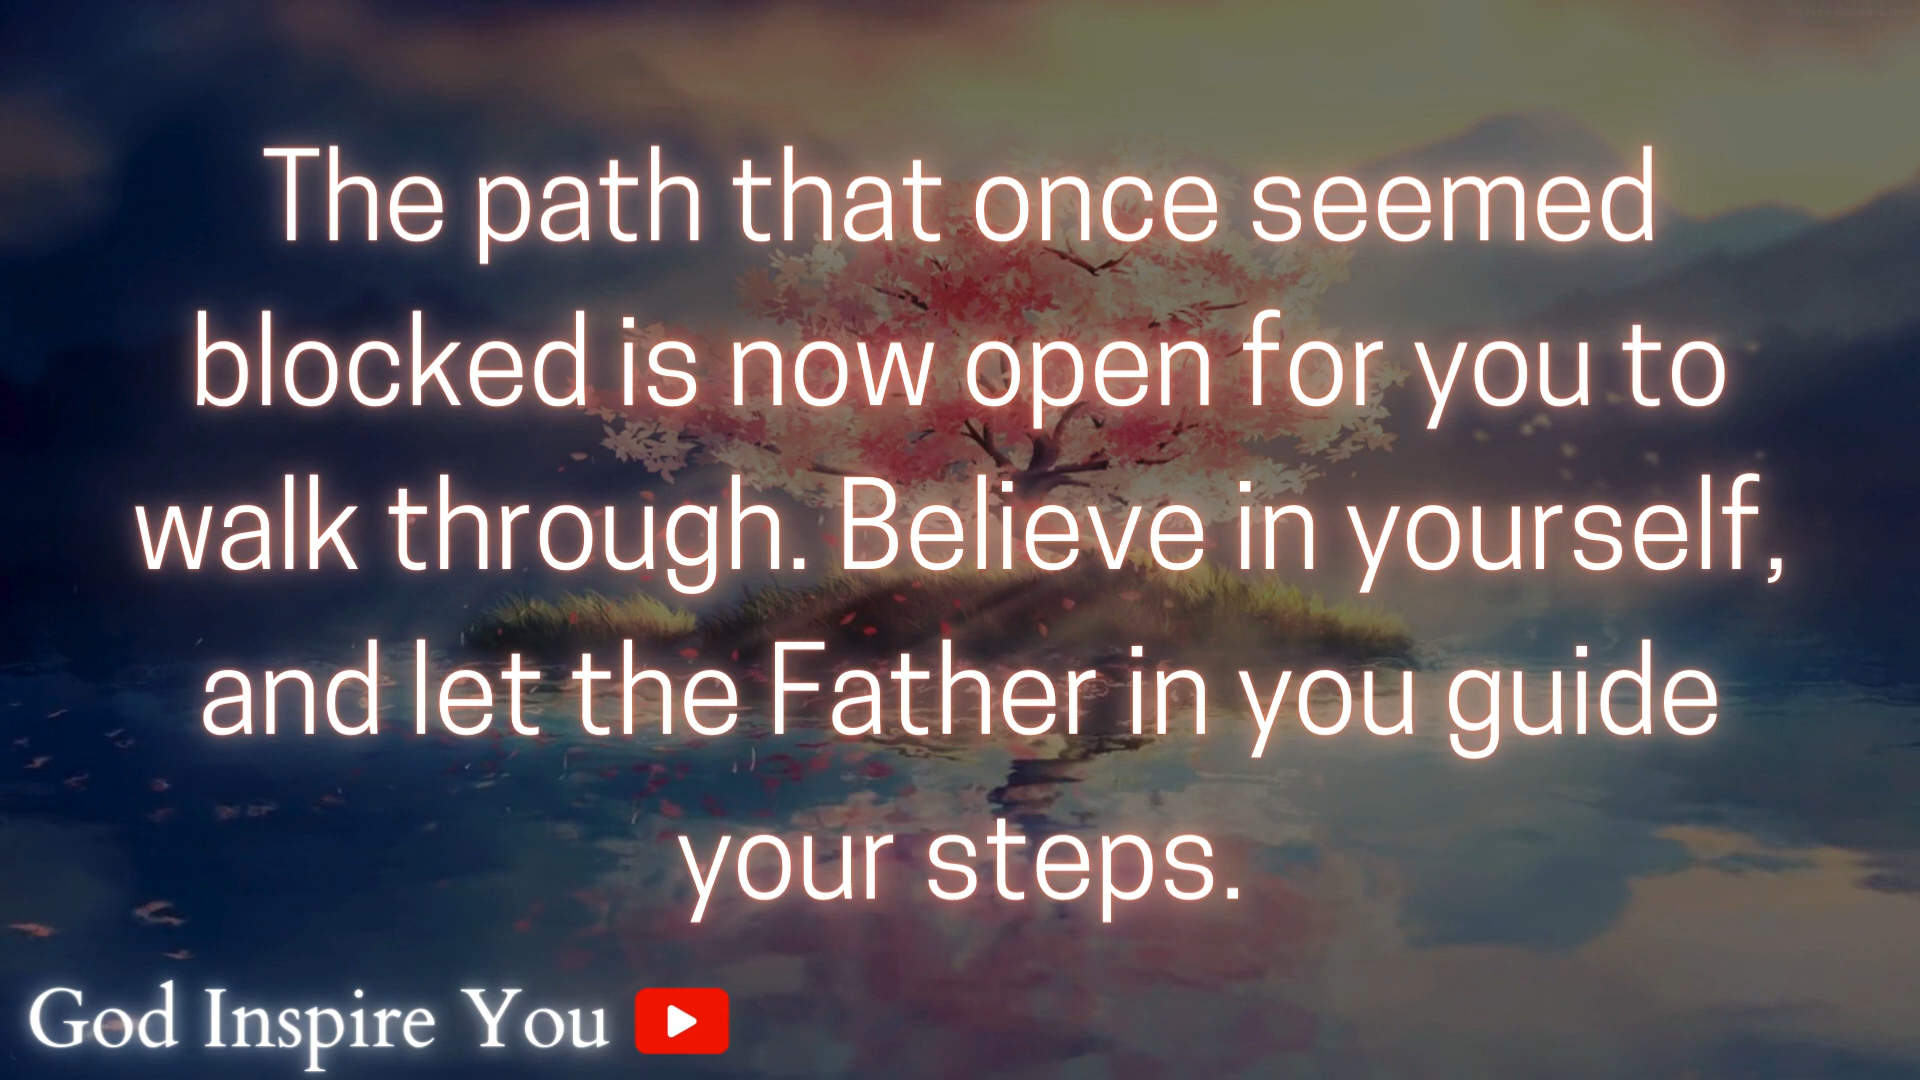 The path that once seemed
blocked is now open for you to
walk through. Believe in yourself,
and let the Father in you guide
your steps.
God Inspire You